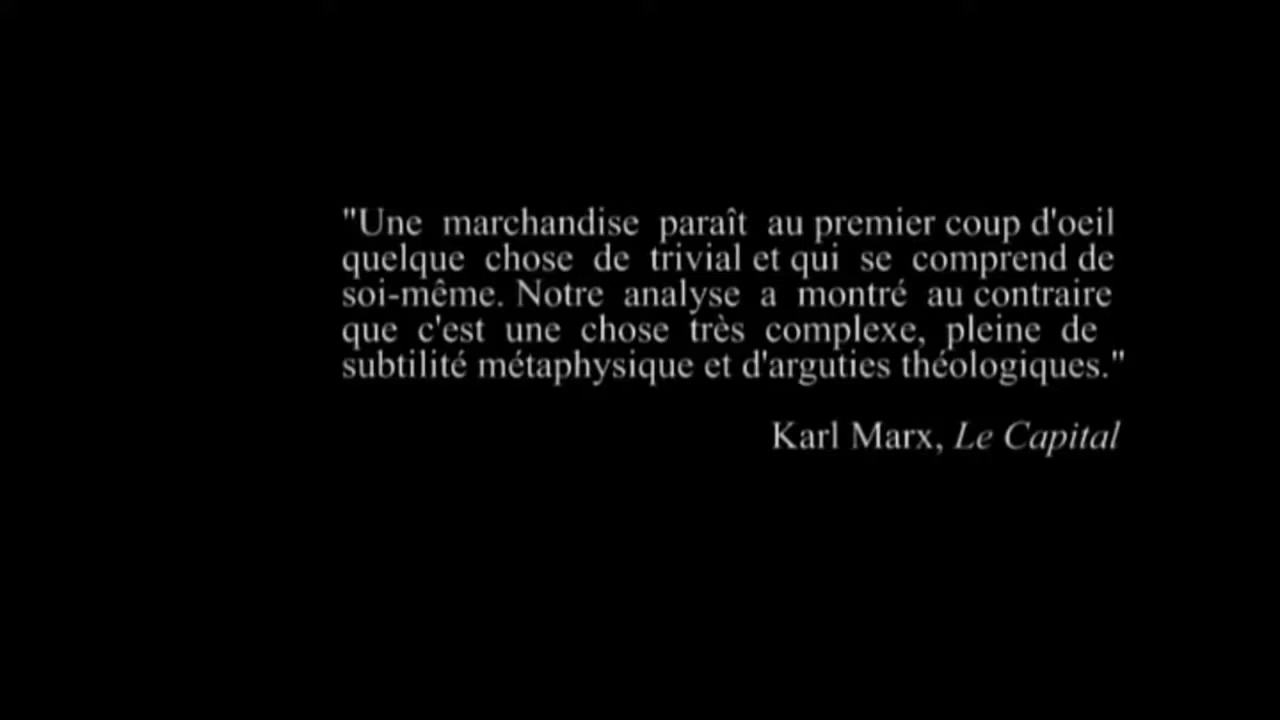 "Une marchandise paraît au premier coup d'oeil
quelque chose de trivial et qui se comprend de
soi-même. Notre analyse a montré au contraire
que c'est une chose très complexe, pleine de
subtilité métaphysique et d'arguties théologiques."
Karl Marx, Le Capital